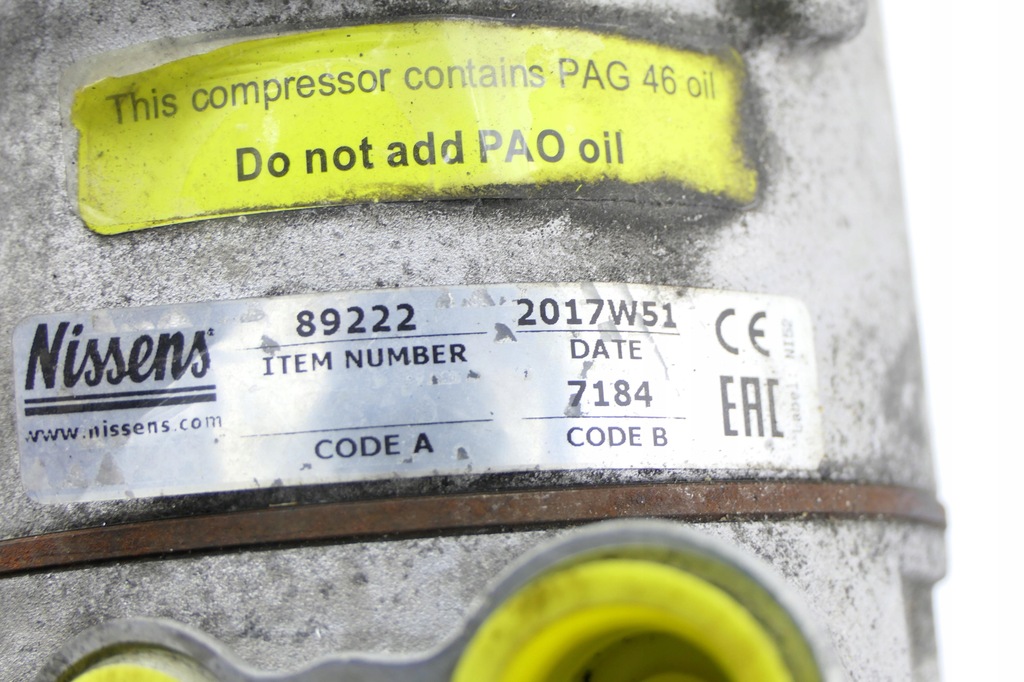 This compressor contains PAG 46 oil
Do not add PAO oil
Nissens
www.nissens.com
89222
ITEM NUMBER
CODE A
2017W51
DATE
7184
CODE B
CE
EAC